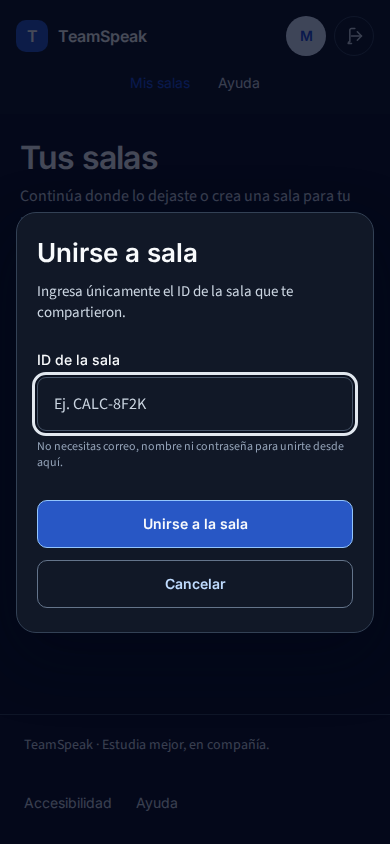 T TeamSpeak M
Mis salas Ayuda
Tus salas
Continúa donde lo dejaste o crea una sala para tu
Unirse a sala
Ingresa únicamente el ID de la sala que te
compartieron.
ID de la sala
Ej. CALC-8F2K
No necesitas correo, nombre ni contraseña para unirte desde
aquí.
Unirse a la sala
Cancelar
TeamSpeak · Estudia mejor, en compañía.
Accesibilidad Ayuda